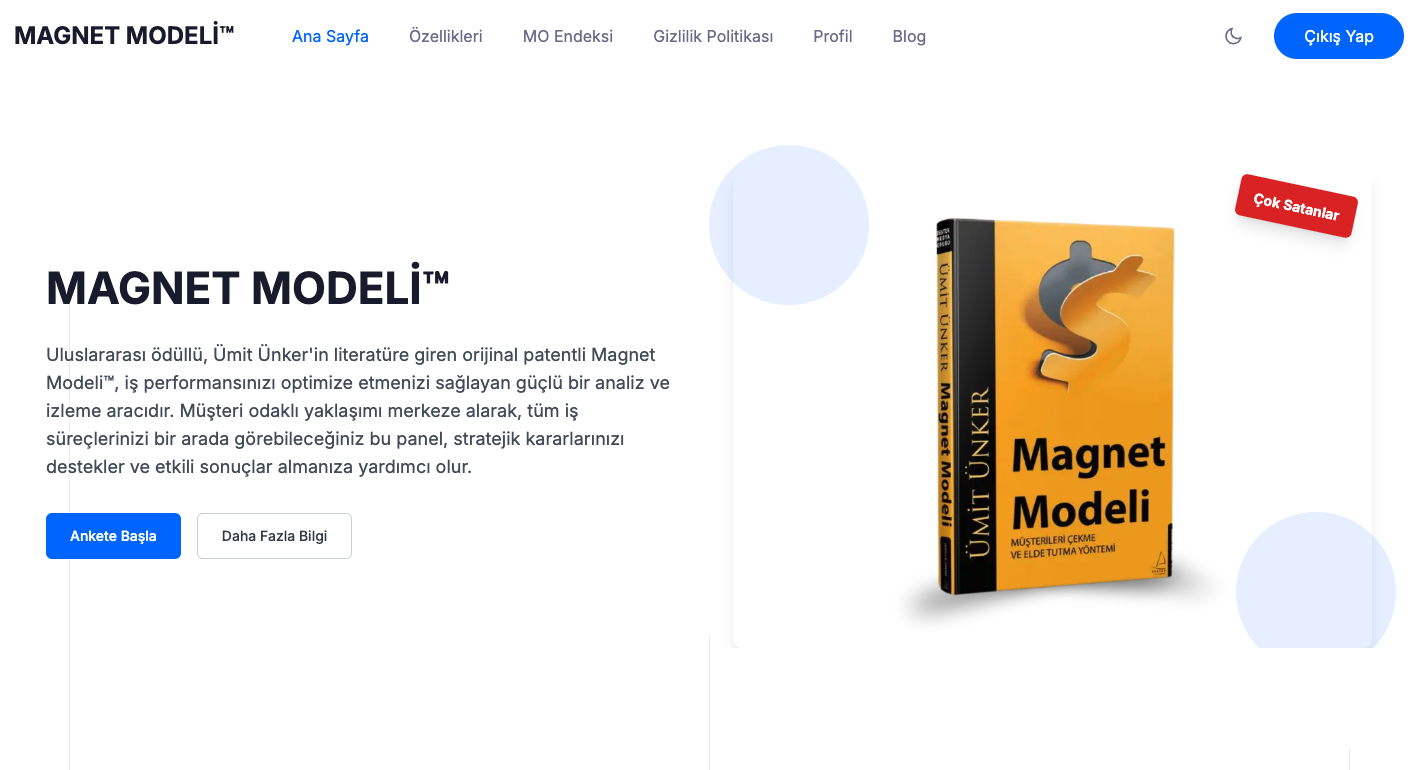 MAGNET MODELİ™
Ana Sayfa
Özellikleri
MO Endeksi
Gizlilik Politikası
Profil
Blog
Çıkış Yap
MAGNET MODELİ™
Uluslararası ödüllü, Ümit Ünker'in literatüre giren orijinal patentli Magnet
Modeli™, iş performansınızı optimize etmenizi sağlayan güçlü bir analiz ve
izleme aracıdır. Müşteri odaklı yaklaşımı merkeze alarak, tüm iş
süreçlerinizi bir arada görebileceğiniz bu panel, stratejik kararlarınızı
destekler ve etkili sonuçlar almanıza yardımcı olur.
Ankete Başla
Daha Fazla Bilgi
Çok Satanlar
ÜMİT ÜNKER Magnet Modeli
ÜMİT ÜNKER
Magnet
Modeli
MÜŞTERİLERİ ÇEKME
VE ELDE TUTMA YÖNTEMİ